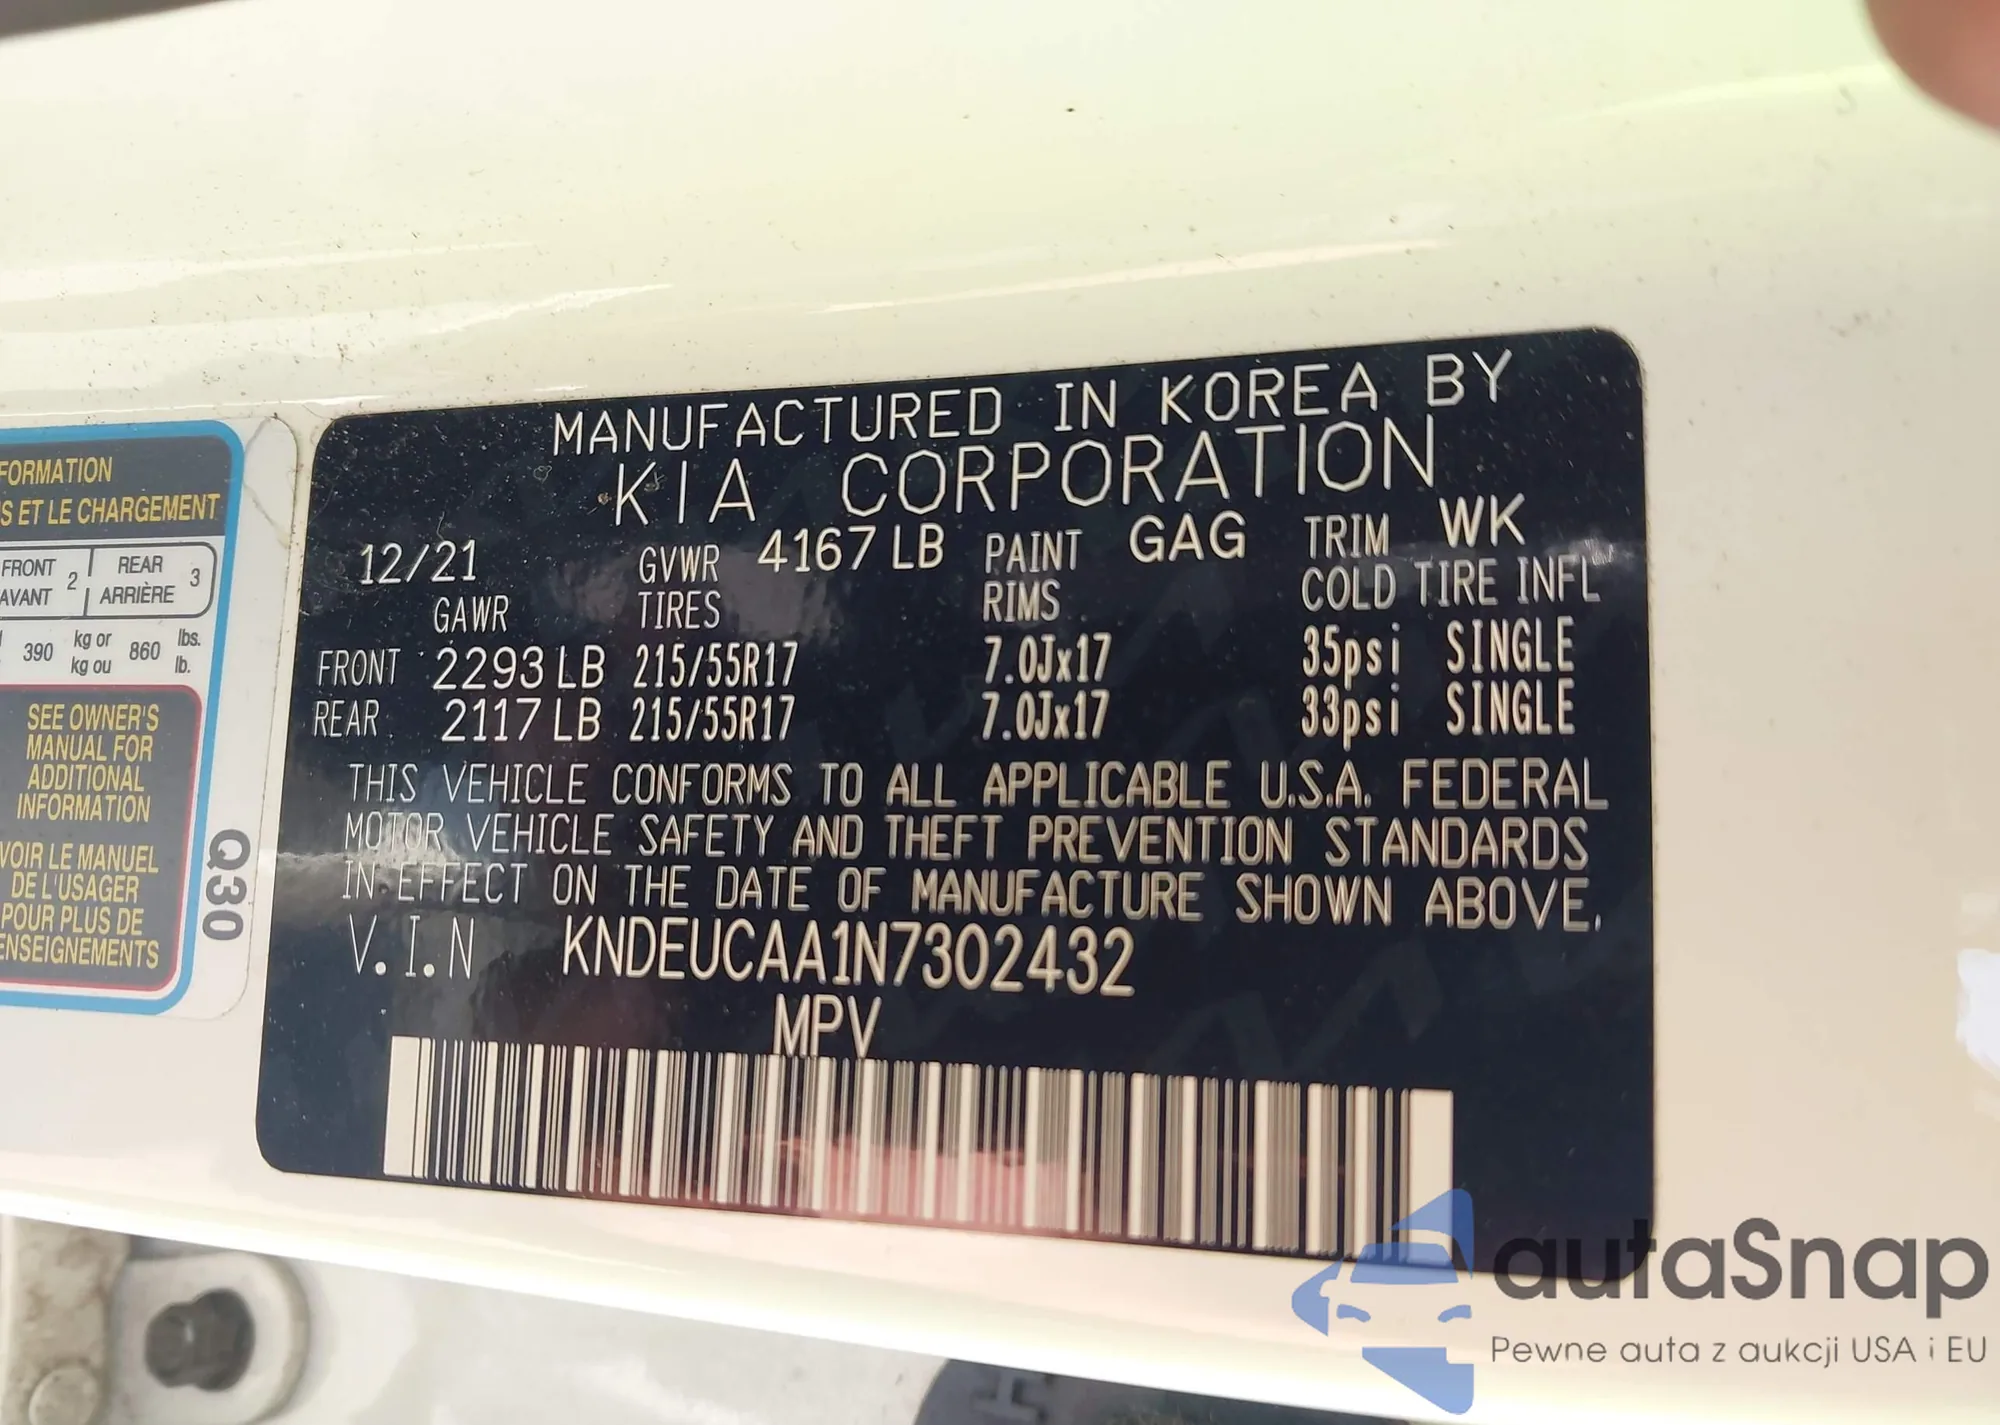 FORMATION
S ET LE CHARGEMENT
FRONT 2 REAR 3
AVANT ARRIÈRE
390 kg or 860 lbs.
kg ou lb.
SEE OWNER'S
MANUAL FOR
ADDITIONAL
INFORMATION
VOIR LE MANUEL
DE L'USAGER
POUR PLUS DE
ENSEIGNEMENTS
Q30
MANUFACTURED IN KOREA BY
KIA CORPORATION
12/21 GVWR 4167 LB PAINT GAG TRIM WK
GAWR TIRES RIMS COLD TIRE INFL
FRONT 2293 LB 215/55R17 7.0Jx17 35psi SINGLE
REAR 2117 LB 215/55R17 7.0Jx17 33psi SINGLE
THIS VEHICLE CONFORMS TO ALL APPLICABLE U.S.A. FEDERAL
MOTOR VEHICLE SAFETY AND THEFT PREVENTION STANDARDS
IN EFFECT ON THE DATE OF MANUFACTURE SHOWN ABOVE.
V.I.N KNDEUCAA1N7302432
MPV
autaSnap
Pewne auta z aukcji USA i EU